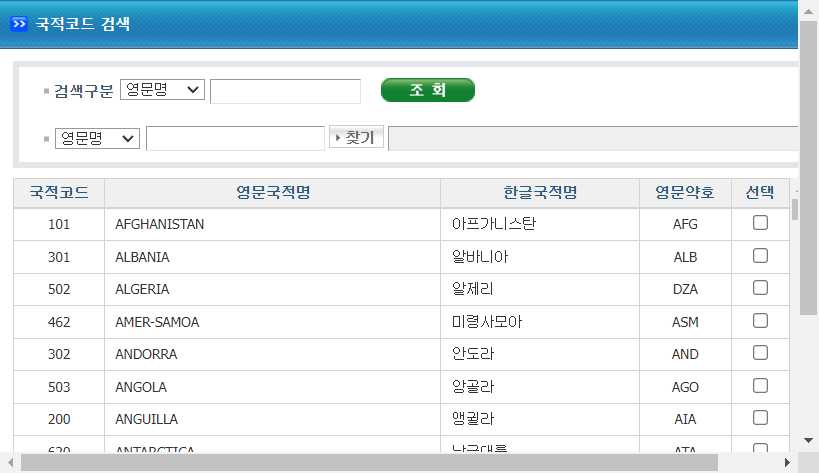 국적코드 검색
검색구분 영문명 조 회
영문명 찾기
국적코드 영문국적명 한글국적명 영문약호 선택
101 AFGHANISTAN 아프가니스탄 AFG
301 ALBANIA 알바니아 ALB
502 ALGERIA 알제리 DZA
462 AMER-SAMOA 미령사모아 ASM
302 ANDORRA 안도라 AND
503 ANGOLA 앙골라 AGO
200 ANGUILLA 앵귈라 AIA
620 ANTARCTICA 남극대륙 ATA